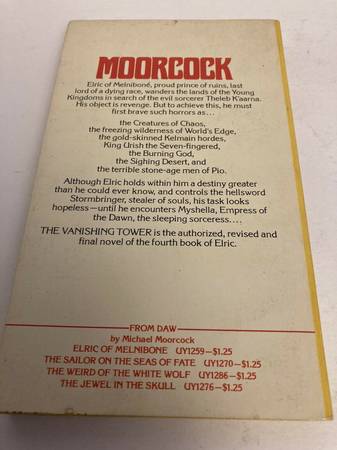 MOORCOCK
Elric of Melniboné, proud prince of ruins, last
lord of a dying race, wanders the lands of the Young
Kingdoms in search of the evil sorcerer Theleb K'aarna.
His object is revenge. But to achieve this, he must
first brave such horrors as...
the Creatures of Chaos,
the freezing wilderness of World's Edge,
the gold-skinned Kelmain hordes,
King Urish the Seven-fingered,
the Burning God,
the Sighing Desert, and
the terrible stone-age men of Pio.
Although Elric holds within him a destiny greater
than he could ever know, and controls the hellsword
Stormbringer, stealer of souls, his task looks
hopeless—until he encounters Myshella, Empress of
the Dawn, the sleeping sorceress....
THE VANISHING TOWER is the authorized, revised and
final novel of the fourth book of Elric.
FROM DAW
by Michael Moorcock
ELRIC OF MELNIBONE UY1259—$1.25
THE SAILOR ON THE SEAS OF FATE UY1270—$1.25
THE WEIRD OF THE WHITE WOLF UY1286—$1.25
THE JEWEL IN THE SKULL UY1276—$1.25